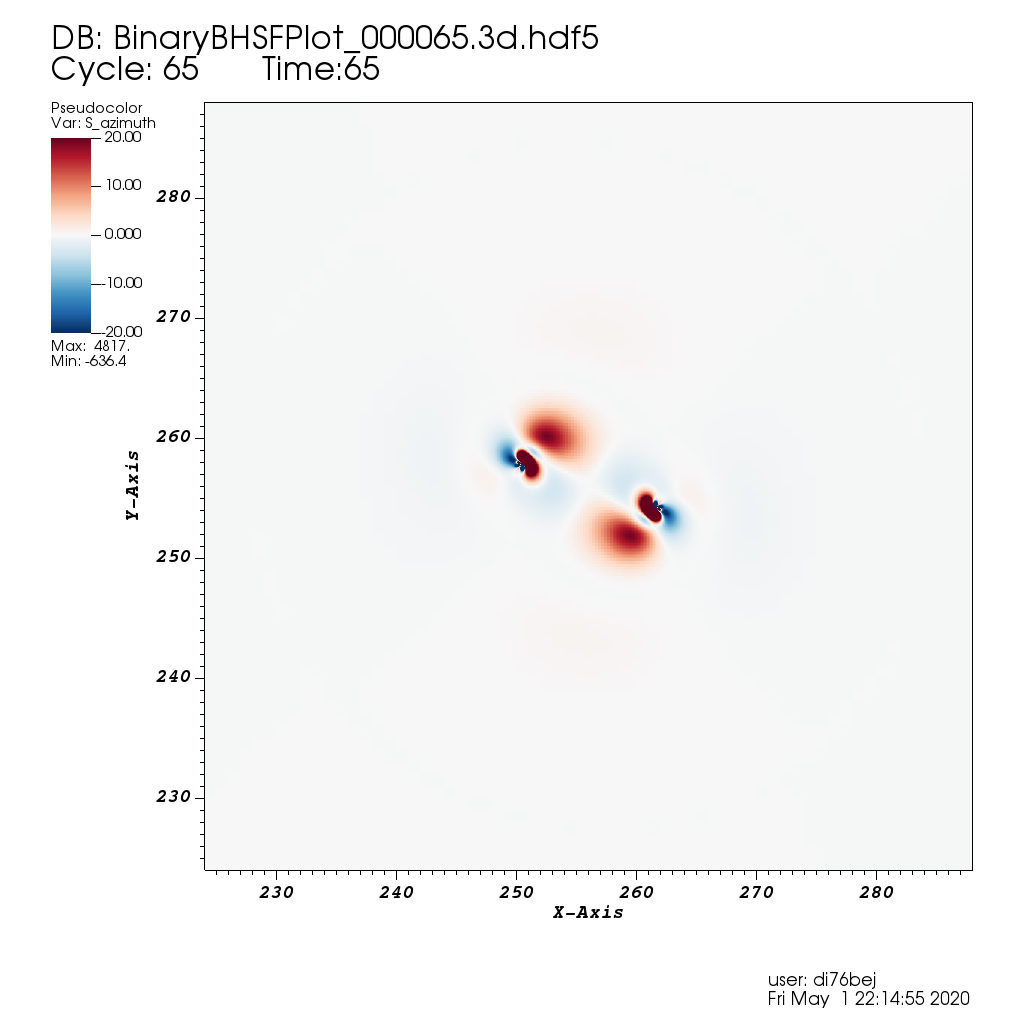 DB: BinaryBHSFPlot_000065.3d.hdf5
Cycle: 65 Time:65
Pseudocolor
Var: S_azimuth
20.00
10.00
0.000
-10.00
-20.00
Max: 4817.
Min: -636.4
280
270
260
250
240
230
Y-Axis
230 240 250 260 270 280
X-Axis
user: di76bej
Fri May 1 22:14:55 2020